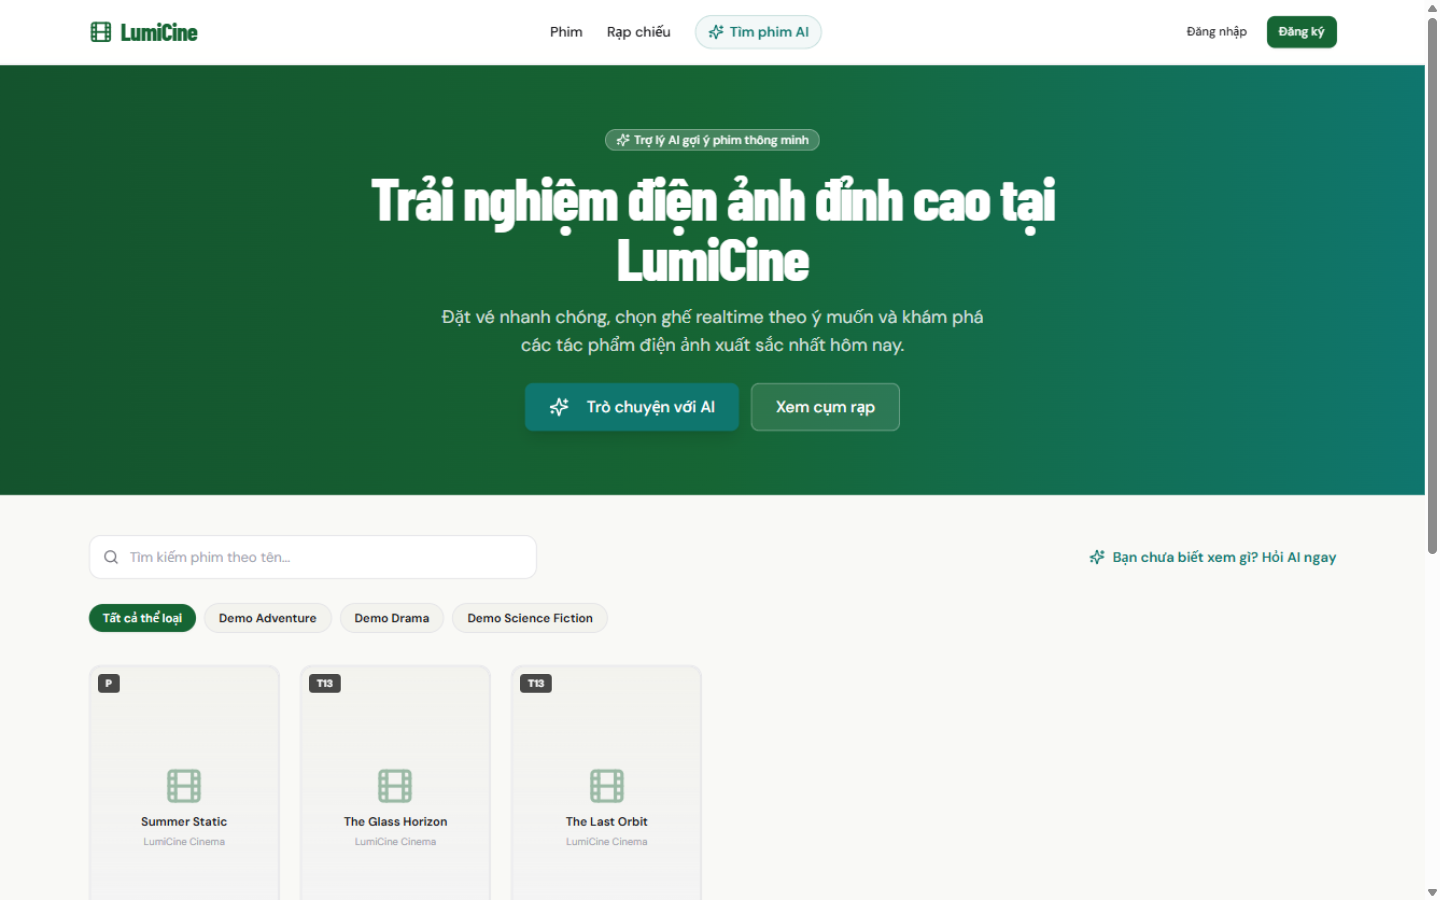 LumiCine
Phim
Rạp chiếu
Tìm phim AI
Đăng nhập
Đăng ký
Trợ lý AI gợi ý phim thông minh
Trải nghiệm điện ảnh đỉnh cao tại
LumiCine
Đặt vé nhanh chóng, chọn ghế realtime theo ý muốn và khám phá
các tác phẩm điện ảnh xuất sắc nhất hôm nay.
Trò chuyện với AI
Xem cụm rạp
Tìm kiếm phim theo tên...
Bạn chưa biết xem gì? Hỏi AI ngay
Tất cả thể loại
Demo Adventure
Demo Drama
Demo Science Fiction
P
T13
T13
Summer Static
LumiCine Cinema
The Glass Horizon
LumiCine Cinema
The Last Orbit
LumiCine Cinema